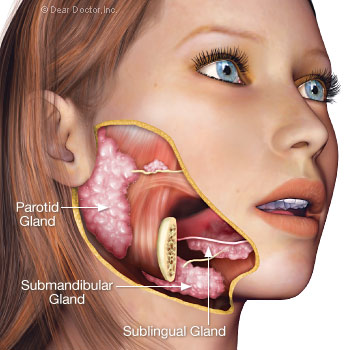 © Dear Doctor, Inc.
Parotid
Gland
Submandibular
Gland
Sublingual Gland